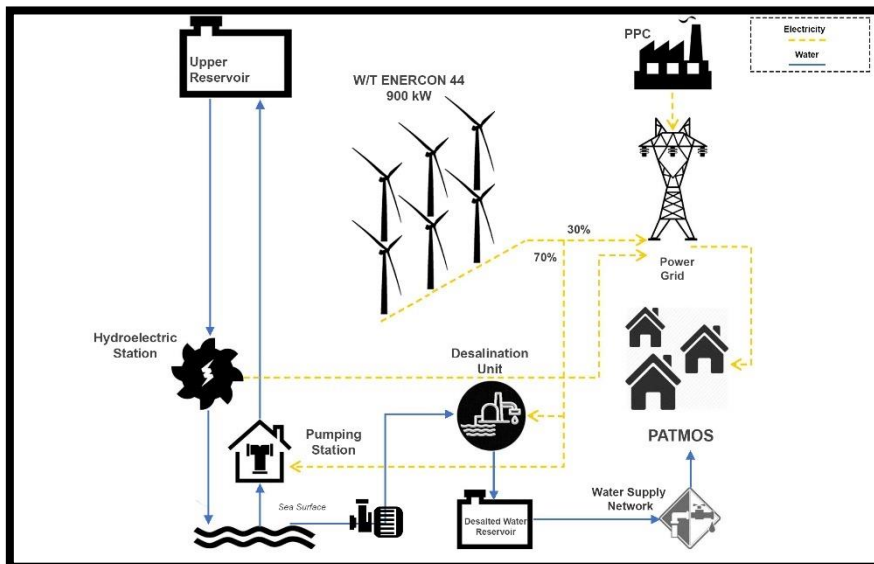 PPC
Electricity
Water
Upper
Reservoir
W/T ENERCON 44
900 kW
30%
70%
Power
Grid
Hydroelectric
Station
Desalination
Unit
Pumping
Station
PATMOS
Sea Surface
Desalted Water
Reservoir
Water Supply
Network